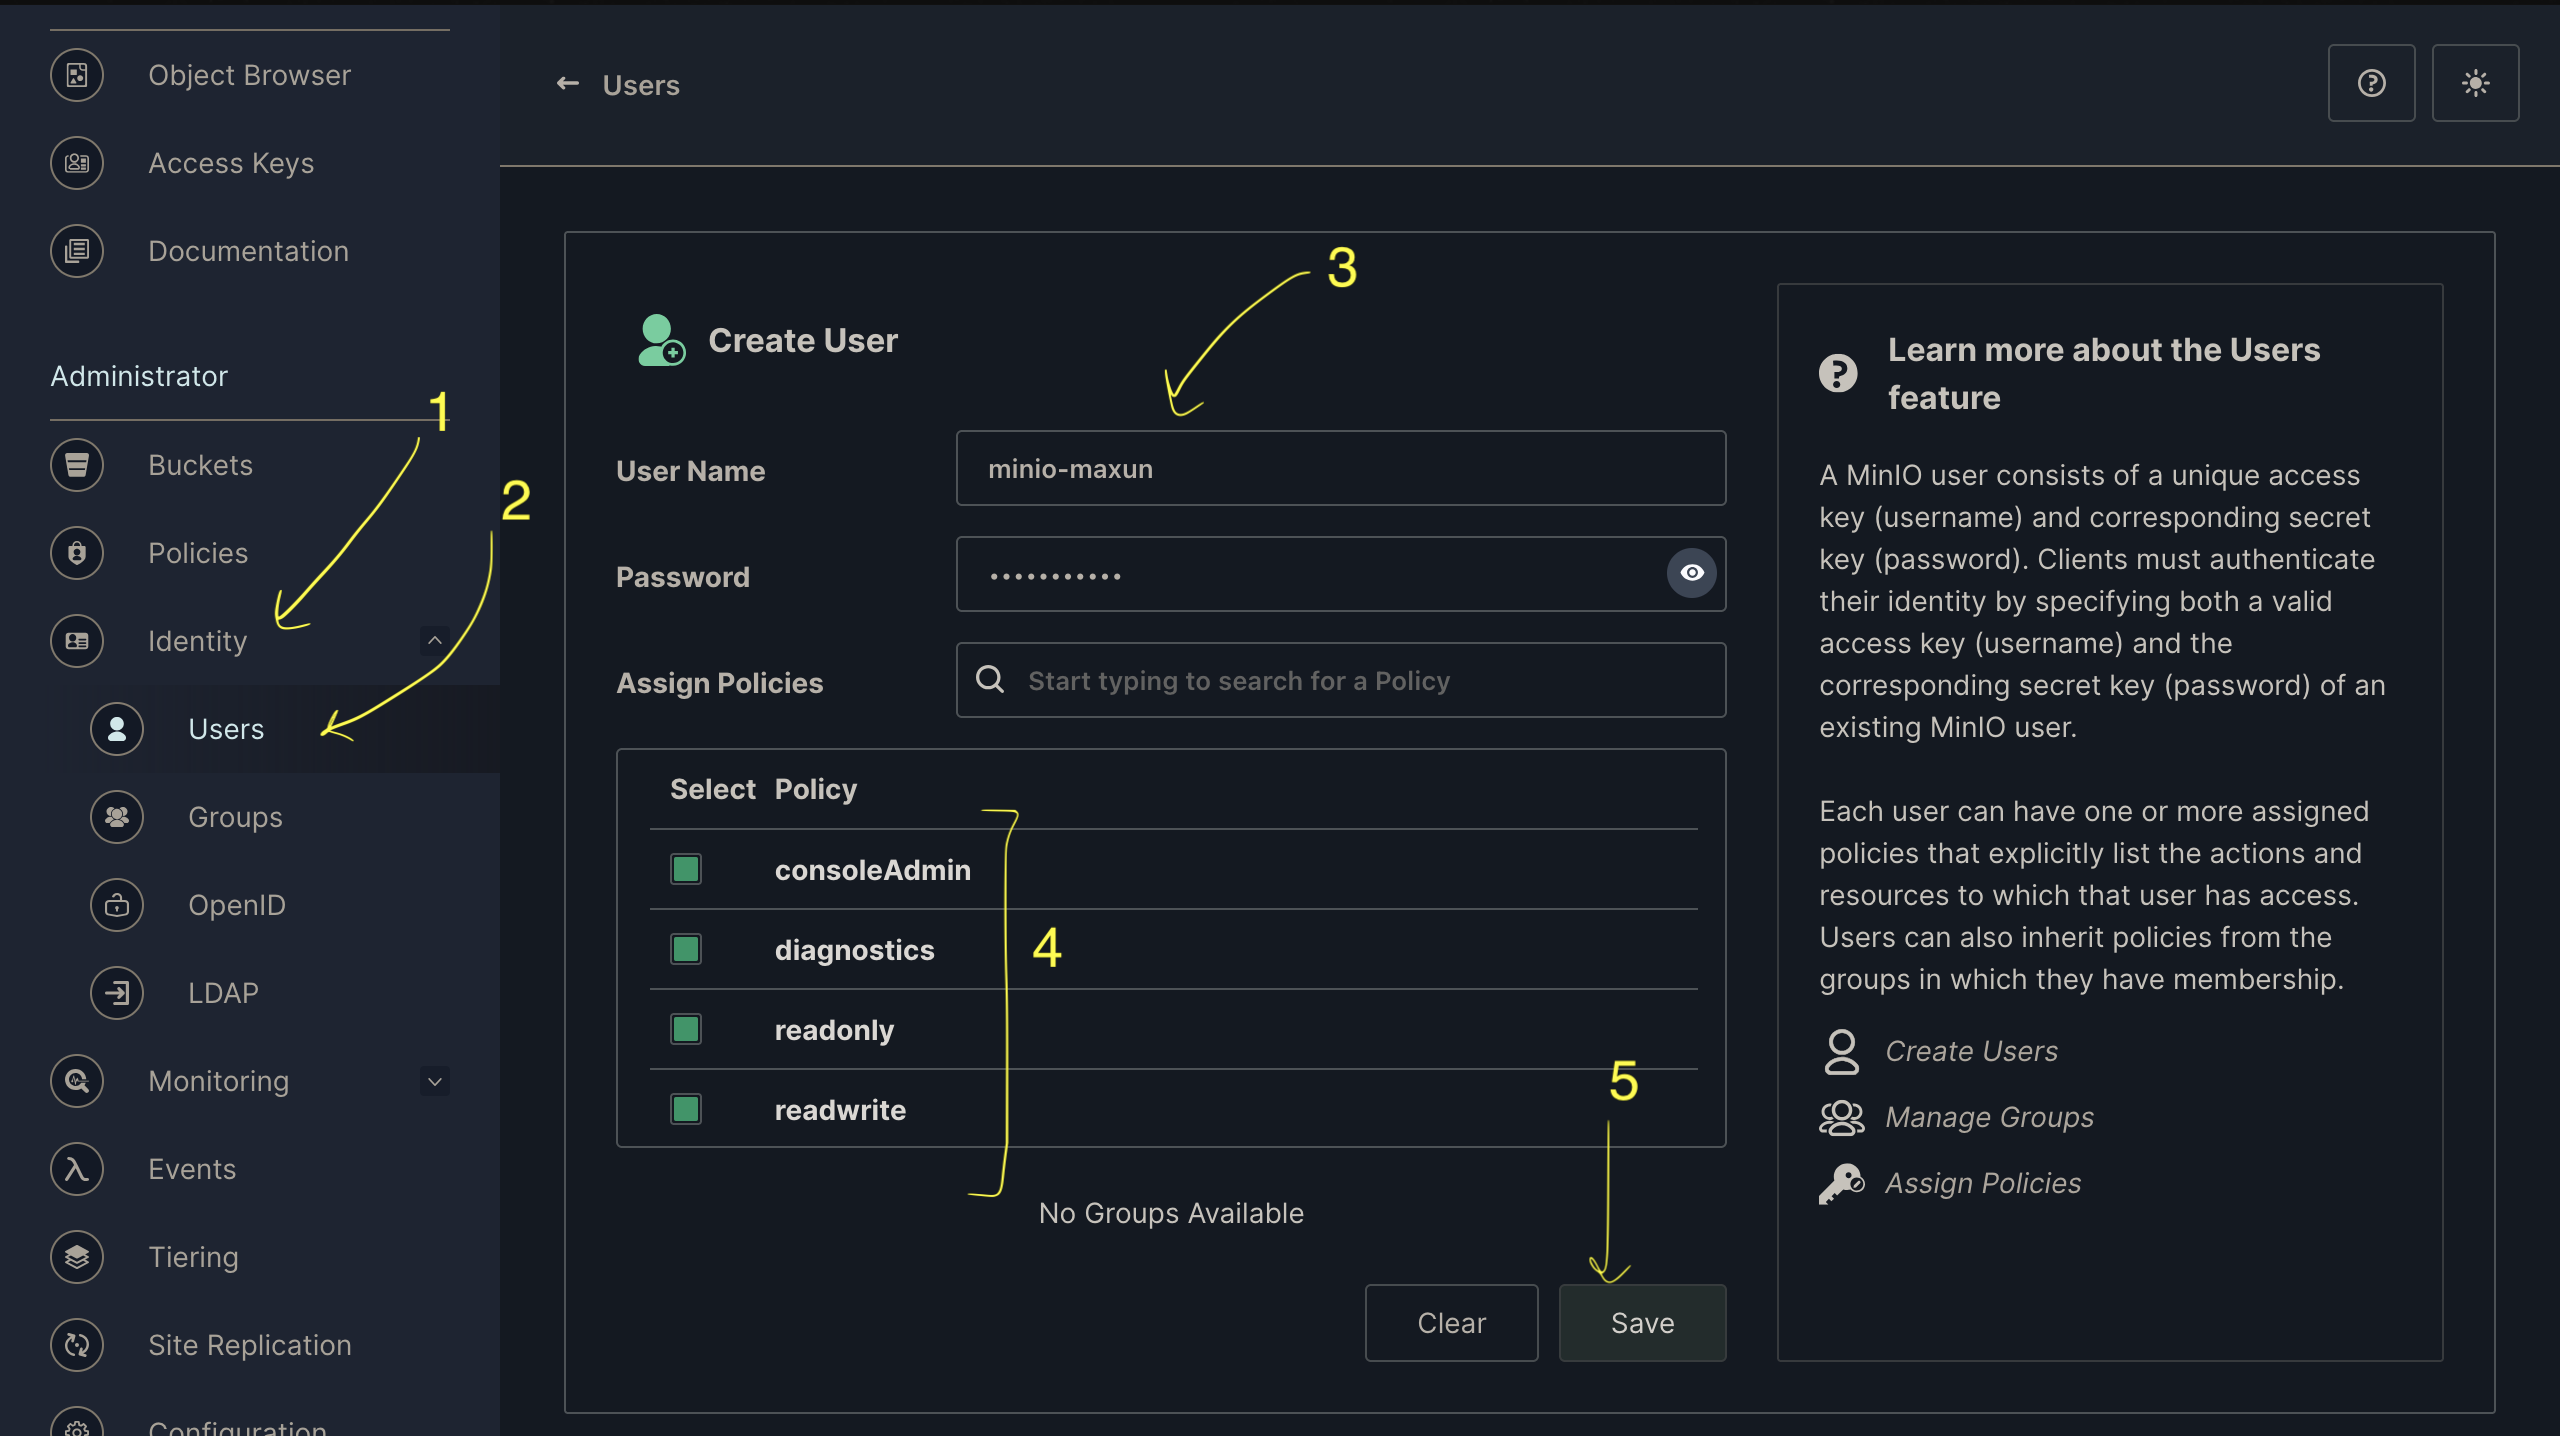 Object Browser
Access Keys
Documentation
Administrator
Buckets
Policies
Identity
Users
Groups
OpenID
LDAP
Monitoring
Events
Tiering
Site Replication
Configuration
1
2
Users
3
Create User
User Name
minio-maxun
Password
•••••••••••
Assign Policies
Start typing to search for a Policy
Select Policy
consoleAdmin
diagnostics
readonly
readwrite
4
5
No Groups Available
Clear
Save
Learn more about the Users
feature
A MinIO user consists of a unique access
key (username) and corresponding secret
key (password). Clients must authenticate
their identity by specifying both a valid
access key (username) and the
corresponding secret key (password) of an
existing MinIO user.
Each user can have one or more assigned
policies that explicitly list the actions and
resources to which that user has access.
Users can also inherit policies from the
groups in which they have membership.
Create Users
Manage Groups
Assign Policies